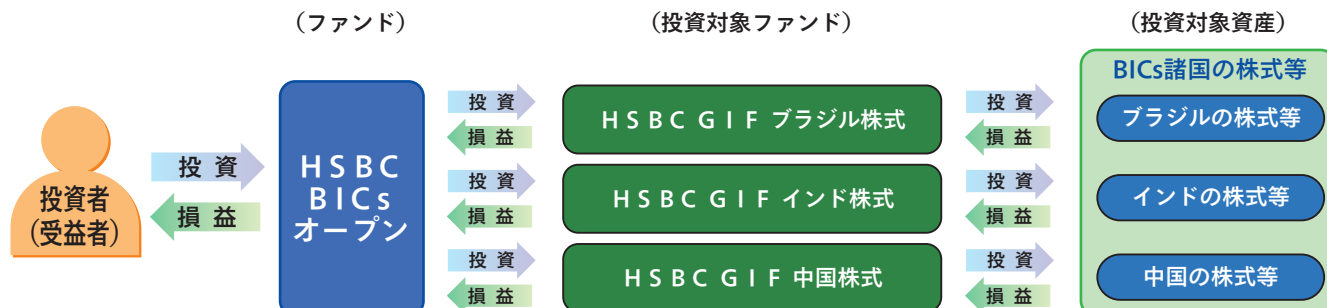 (ファンド)
(投資対象ファンド)
(投資対象資産)
投資者
(受益者)
投資
損益
HSBC
BICs
オープン
投資
損益
HSBC GIF ブラジル株式
投資
損益
投資
損益
HSBC GIF インド株式
投資
損益
投資
損益
HSBC GIF 中国株式
投資
損益
BICs諸国の株式等
ブラジルの株式等
インドの株式等
中国の株式等